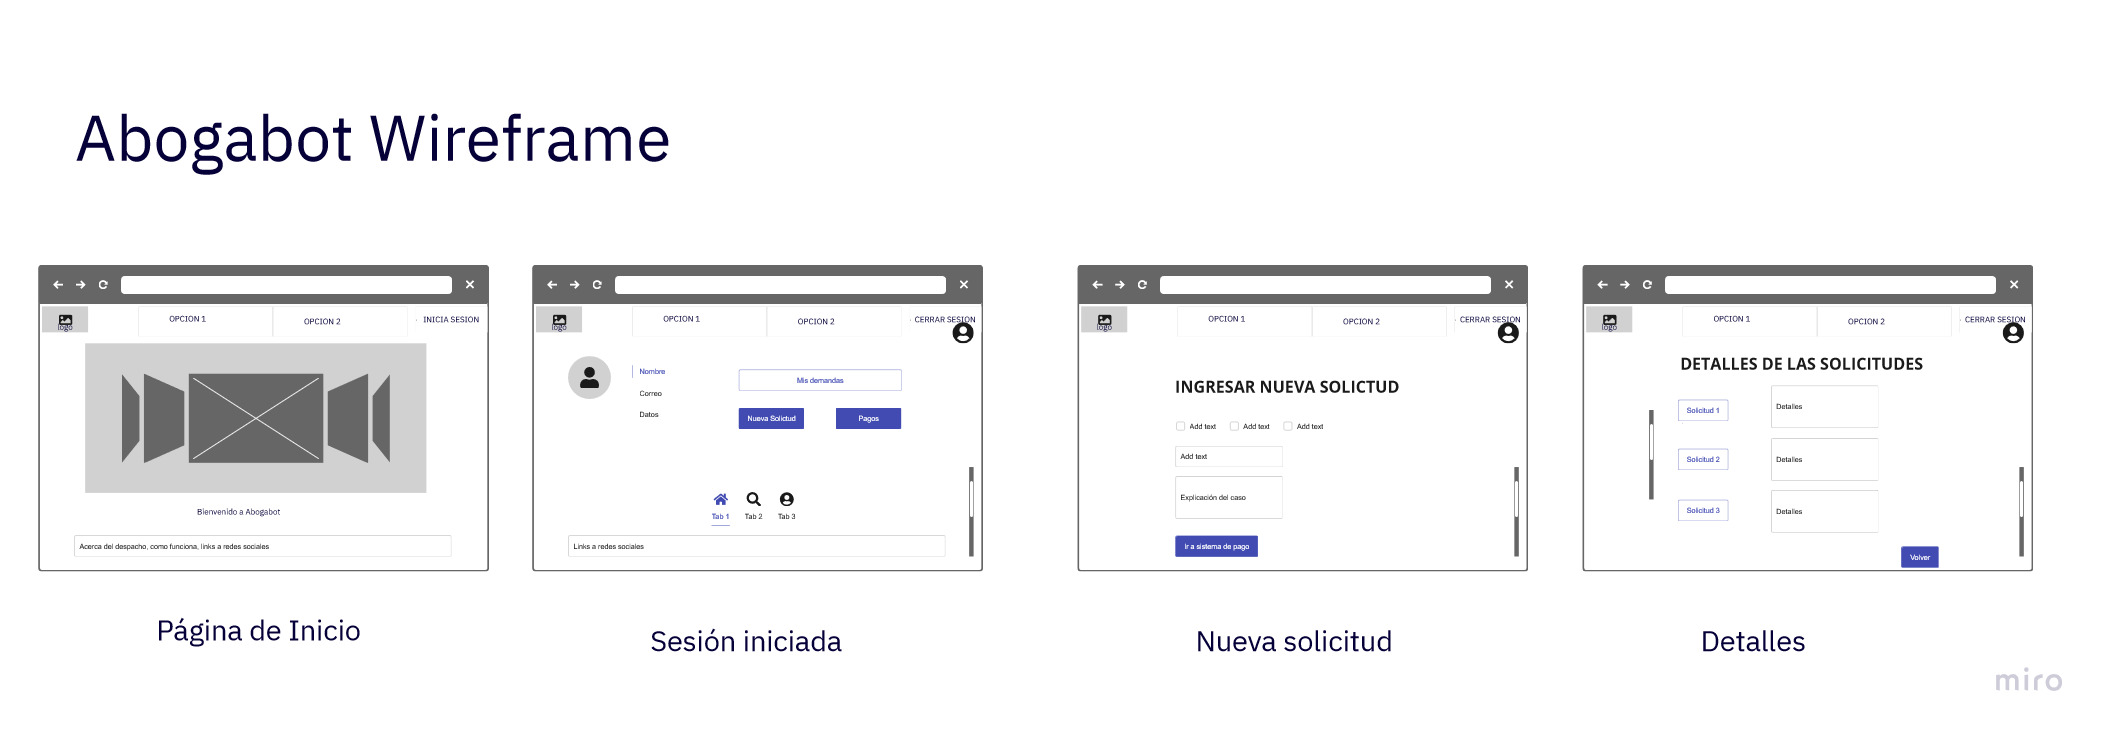 Abogabot Wireframe
logo
OPCION 1
OPCION 2
INICIA SESION
Bienvenido a Abogabot
Acerca del despacho, como funciona, links a redes sociales
Página de Inicio
logo
OPCION 1
OPCION 2
CERRAR SESION
Nombre
Correo
Datos
Mis demandas
Nueva Solictud
Pagos
Tab 1
Tab 2
Tab 3
Links a redes sociales
Sesión iniciada
logo
OPCION 1
OPCION 2
CERRAR SESION
INGRESAR NUEVA SOLICTUD
Add text
Add text
Add text
Add text
Explicación del caso
Ir a sistema de pago
Nueva solicitud
logo
OPCION 1
OPCION 2
CERRAR SESION
DETALLES DE LAS SOLICITUDES
Solicitud 1
Detalles
Solicitud 2
Detalles
Solicitud 3
Detalles
Volver
Detalles
miro